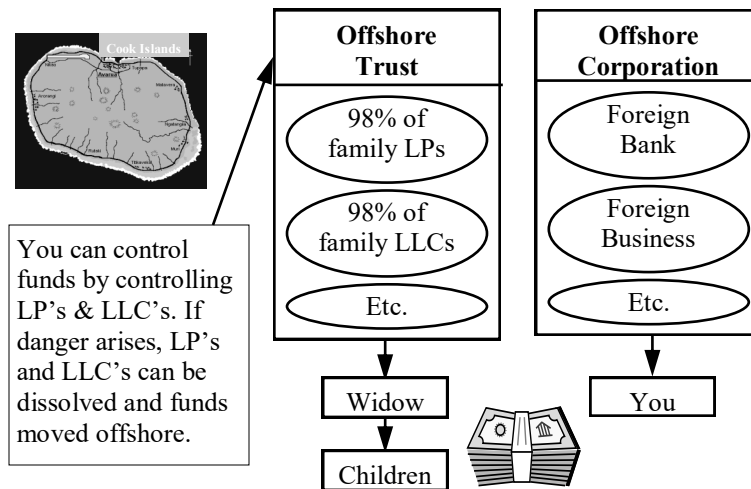 Cook Islands
Avarua
Offshore
Trust
98% of
family LPs
98% of
family LLCs
Etc.
Widow
Children
Offshore
Corporation
Foreign
Bank
Foreign
Business
Etc.
You
You can control
funds by controlling
LP’s & LLC’s. If
danger arises, LP’s
and LLC’s can be
dissolved and funds
moved offshore.